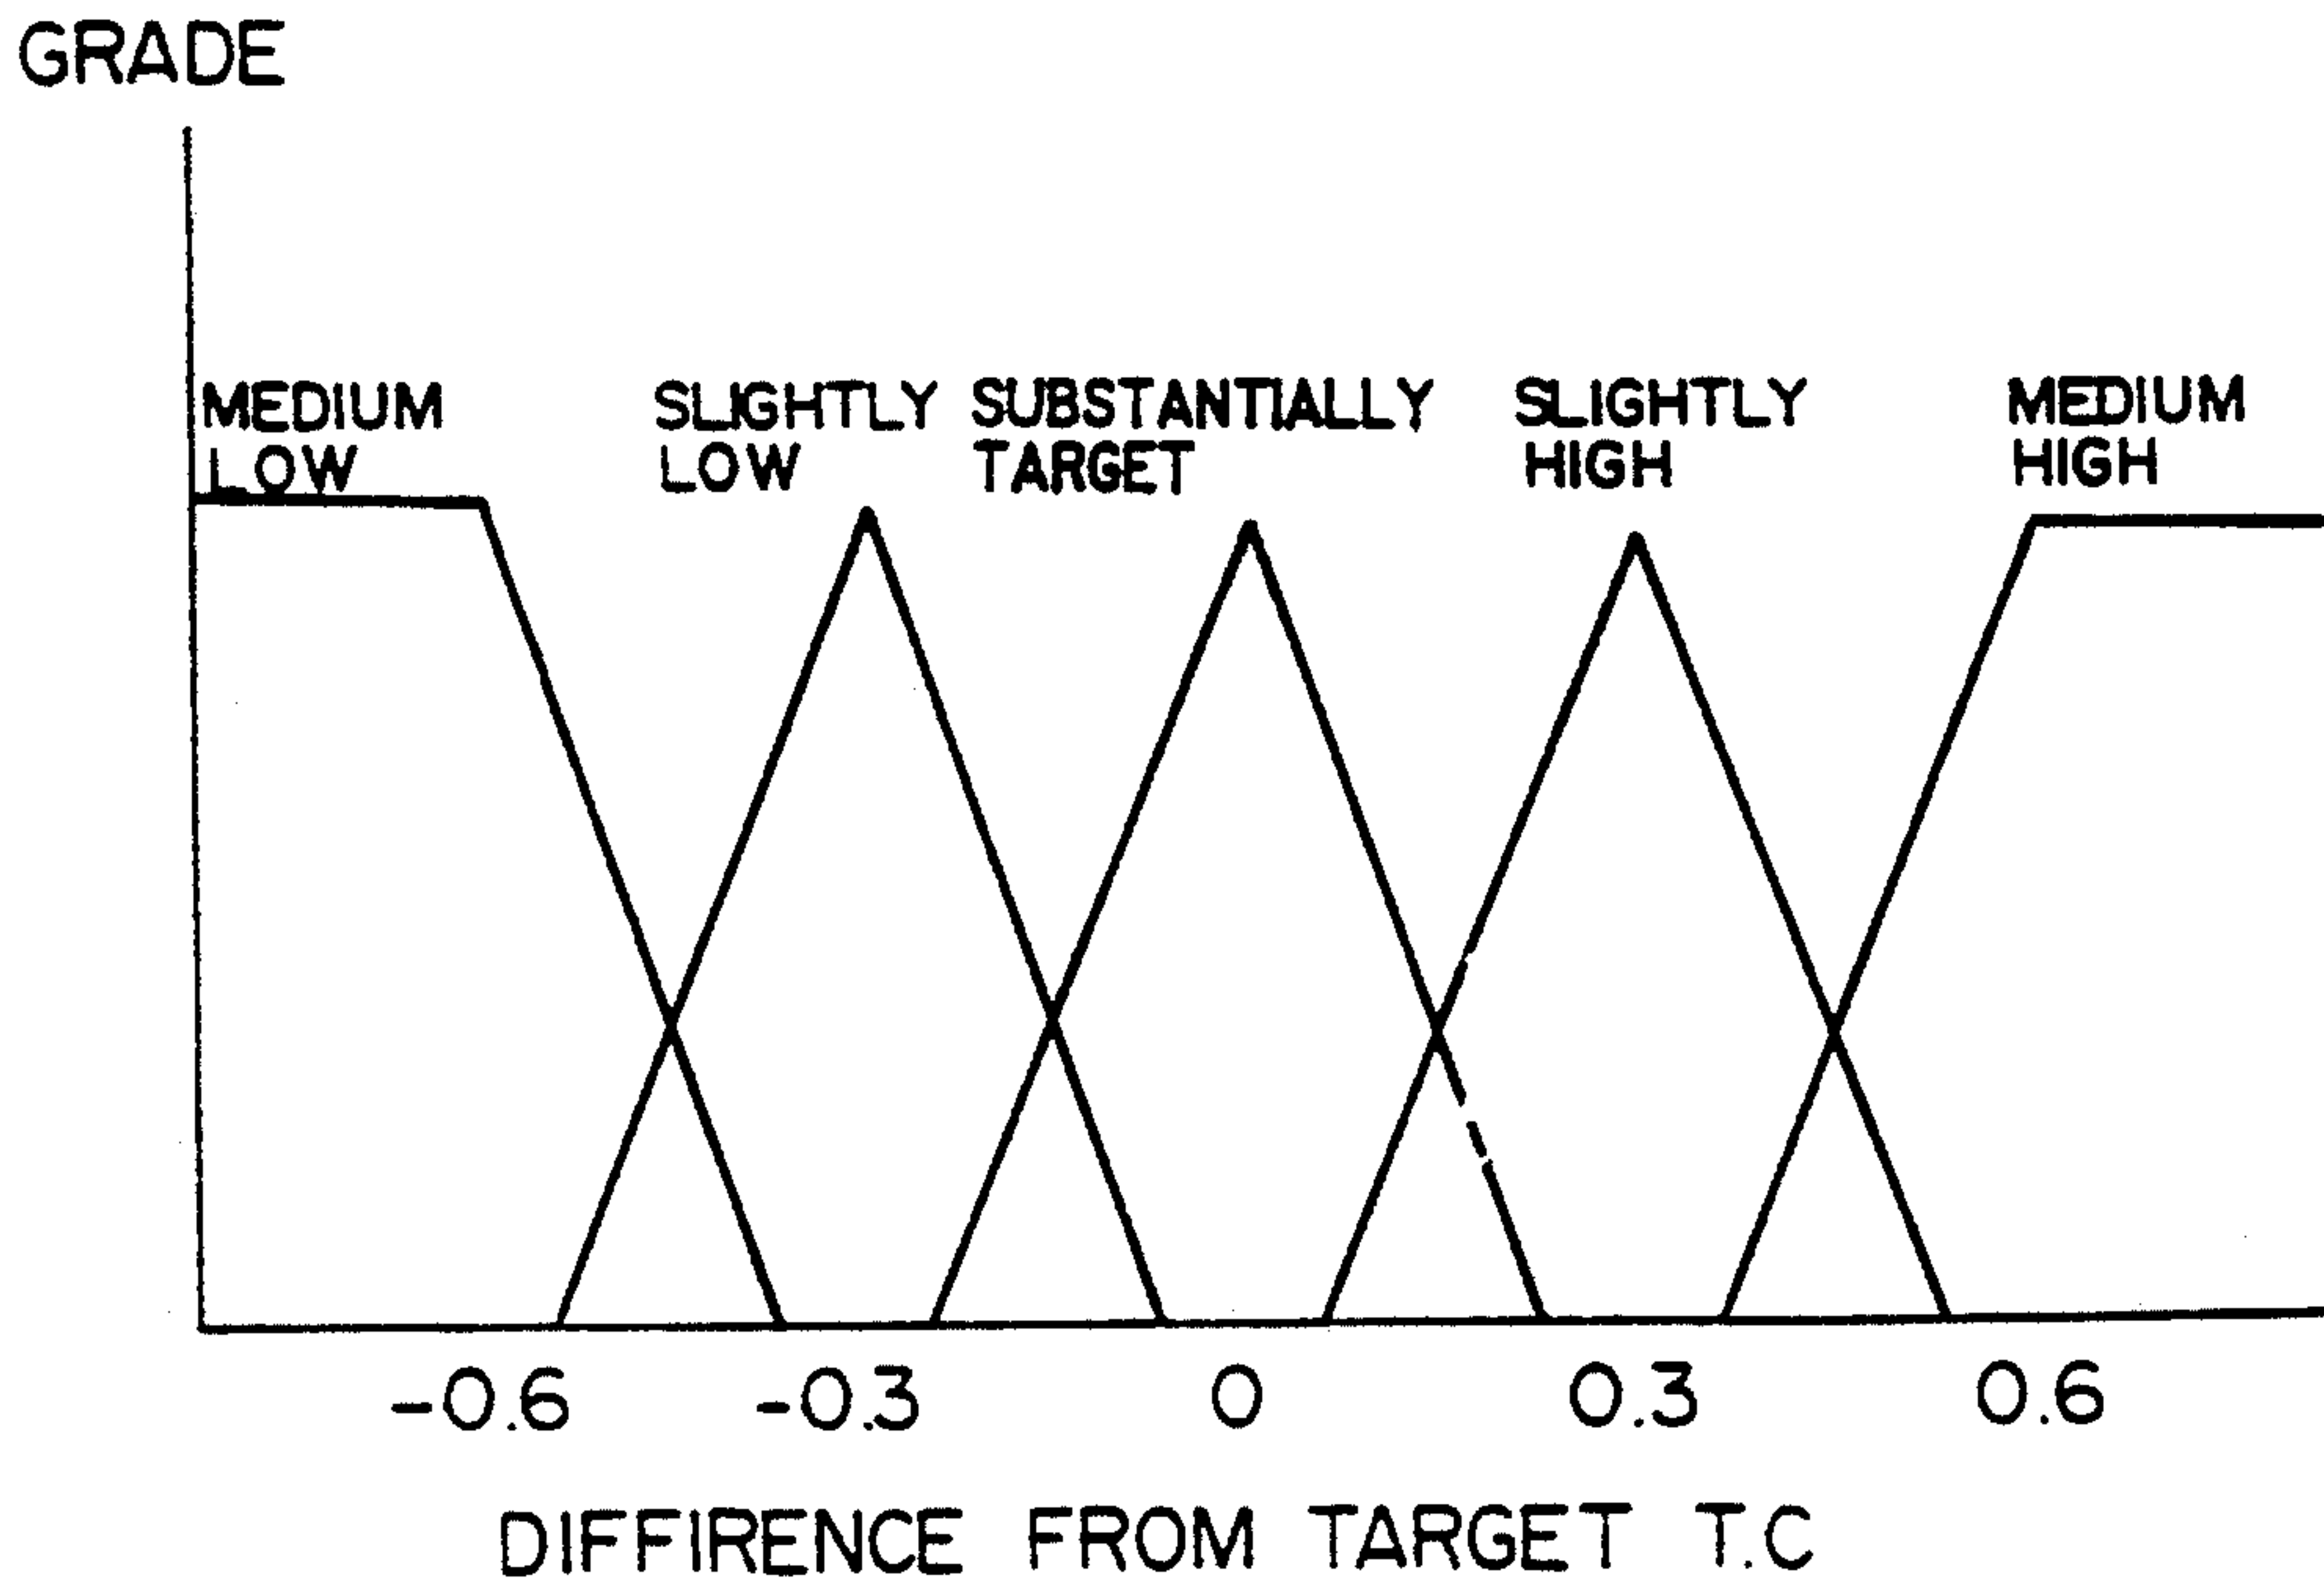 GRADE
MEDIUM
LOW
SLIGHTLY
LOW
SUBSTANTIALLY
TARGET
SLIGHTLY
HIGH
MEDIUM
HIGH
-0.6 -0.3 0 0.3 0.6
DIFFIRENCE FROM TARGET T.C